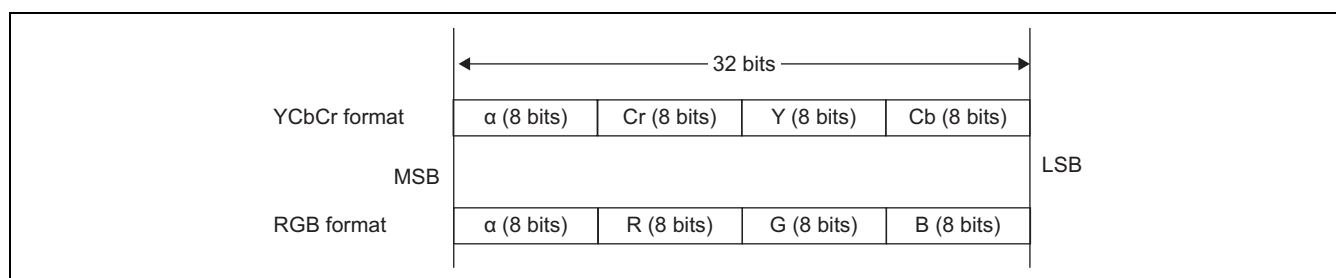 32 bits
YCbCr format α (8 bits) Cr (8 bits) Y (8 bits) Cb (8 bits)
MSB LSB
RGB format α (8 bits) R (8 bits) G (8 bits) B (8 bits)